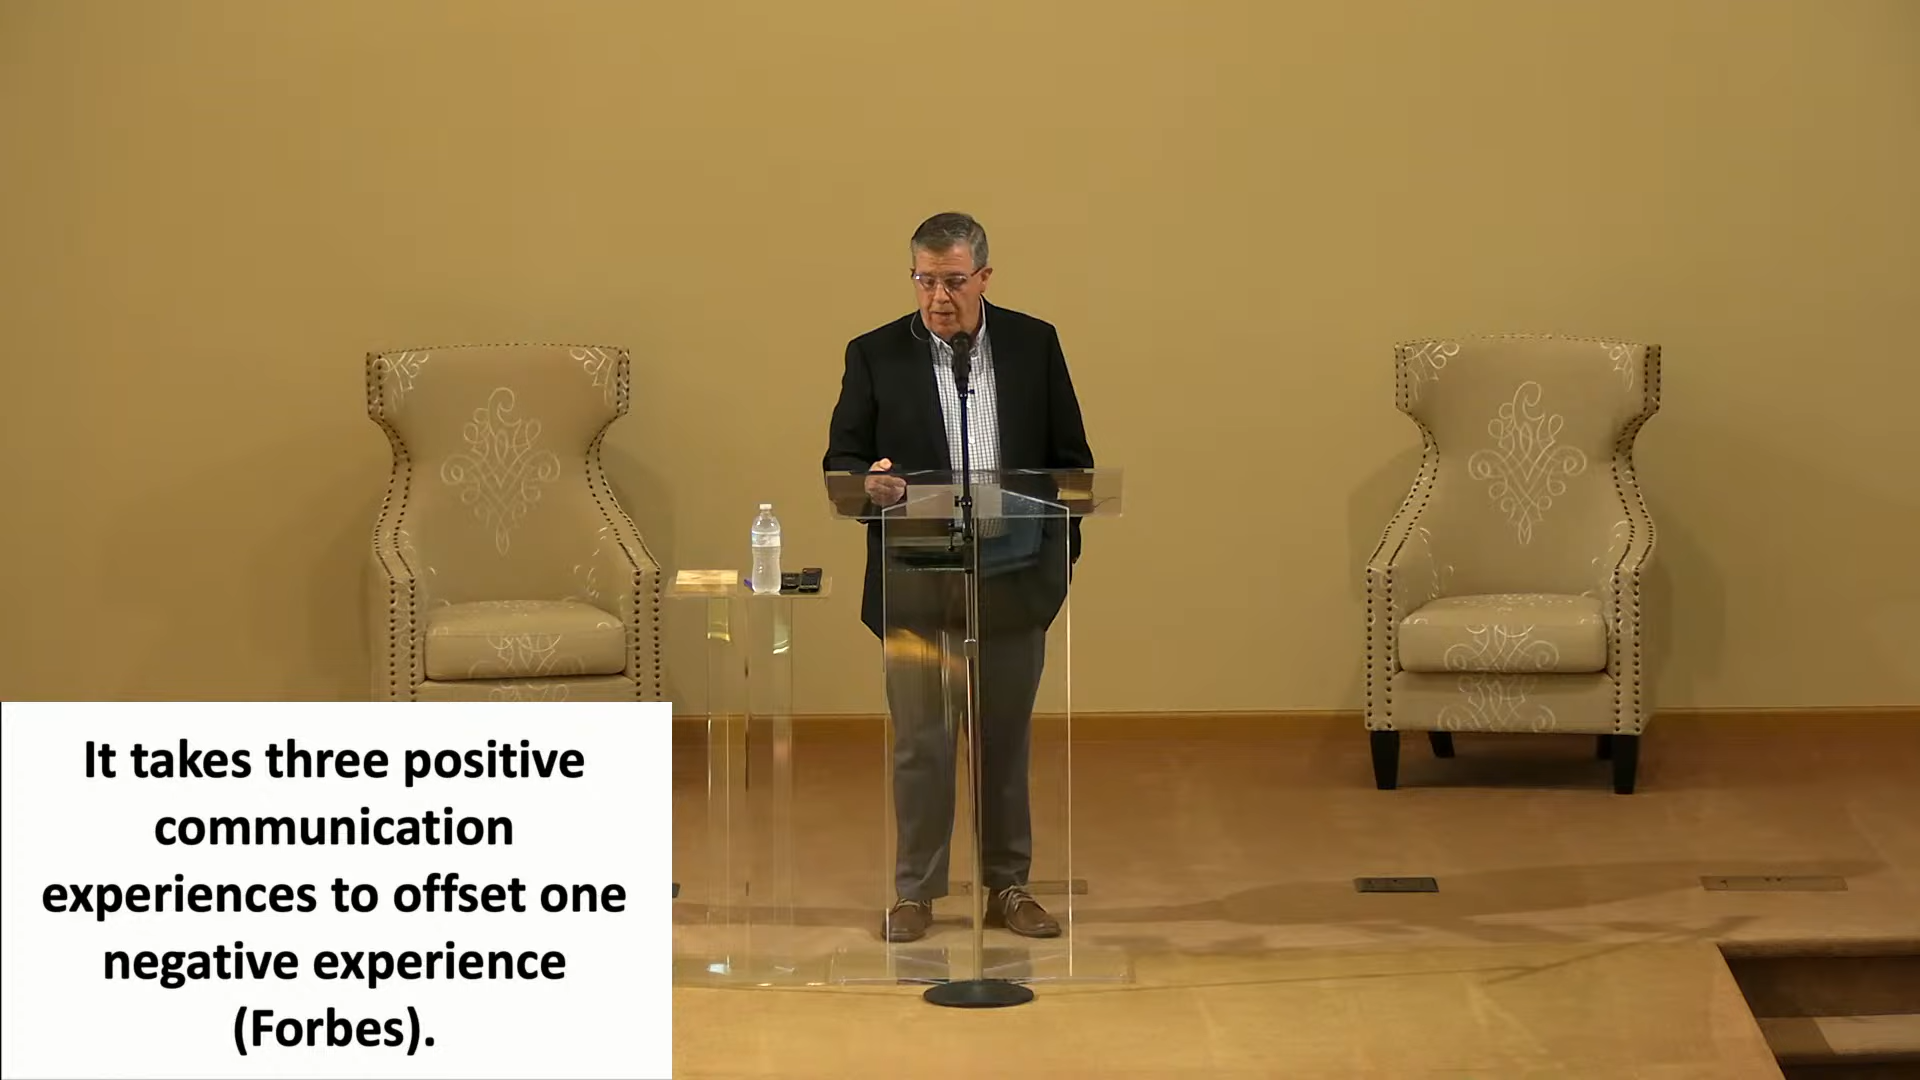 It takes three positive
communication
experiences to offset one
negative experience
(Forbes).